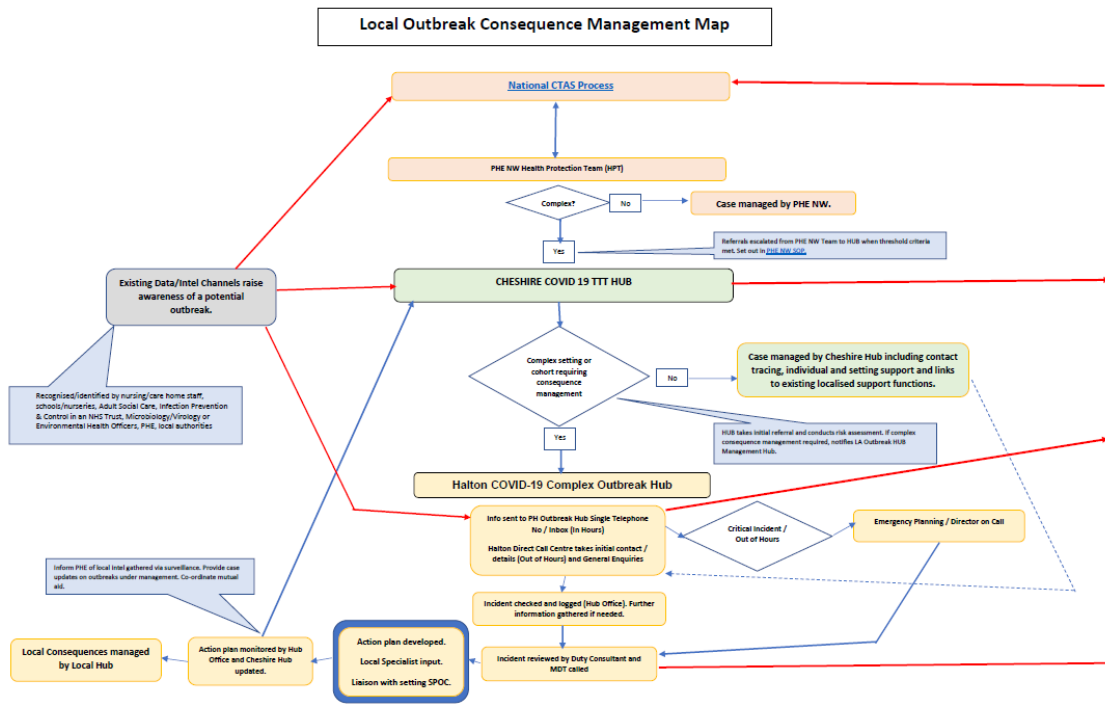 Local Outbreak Consequence Management Map
National CTAS Process
PHE NW Health Protection Team (HPT)
Complex?
No
Case managed by PHE NW.
Yes
Referrals escalated from PHE NW Team to HUB when threshold criteria
met. Set out in PHE NW SOP.
Existing Data/Intel Channels raise
awareness of a potential
outbreak.
CHESHIRE COVID 19 TTT HUB
Recognised/identified by nursing/care home staff,
schools/nurseries, Adult Social Care, Infection Prevention
& Control in an NHS Trust, Microbiology/Virology or
Environmental Health Officers, PHE, local authorities
Complex setting or
cohort requiring
consequence
management
No
Case managed by Cheshire Hub including contact
tracing, individual and setting support and links
to existing localised support functions.
Yes
HUB takes initial referral and conducts risk assessment. If complex
consequence management required, notifies LA Outbreak HUB
Management Hub.
Halton COVID-19 Complex Outbreak Hub
Info sent to PH Outbreak Hub Single Telephone
No / Inbox (In Hours)
Halton Direct Call Centre takes initial contact /
details (Out of Hours) and General Enquiries
Critical Incident /
Out of Hours
Emergency Planning / Director on Call
Inform PHE of local Intel gathered via surveillance. Provide case
updates on outbreaks under management. Co-ordinate mutual
aid.
Incident checked and logged (Hub Office). Further
information gathered if needed.
Local Consequences managed
by Local Hub
Action plan monitored by Hub
Office and Cheshire Hub
updated.
Action plan developed.
Local Specialist input.
Liaison with setting SPOC.
Incident reviewed by Duty Consultant and
MDT called